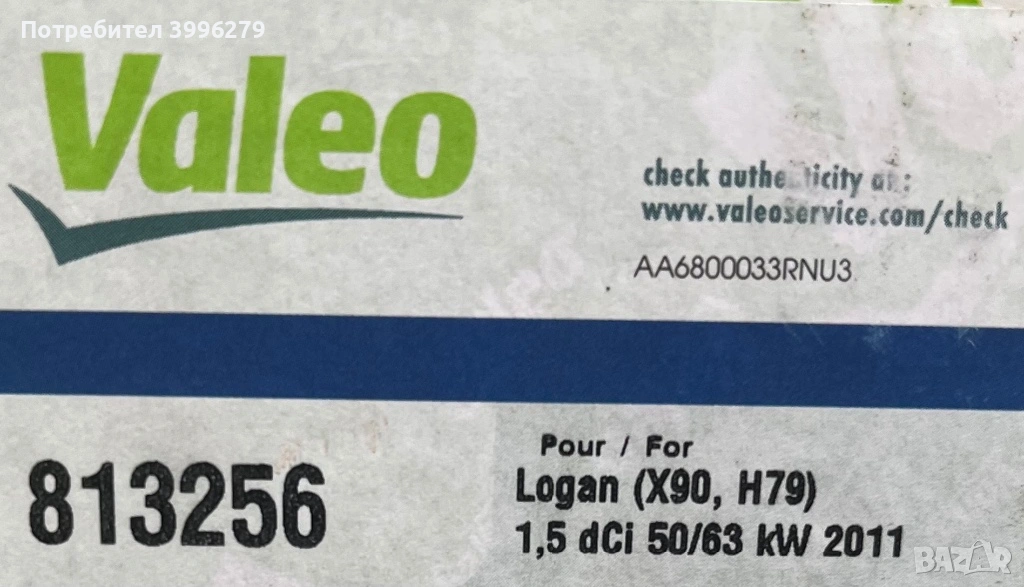 Потребител 3996279
Valeo
check authenticity at:
www.valeoservice.com/check
AA6800033RNU3
813256
Pour / For
Logan (X90, H79)
1,5 dCi 50/63 kW 2011
BAZAR